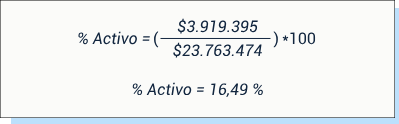 $3.919.395
% Activo = ( ) *100
$23.763.474
% Activo = 16,49 %